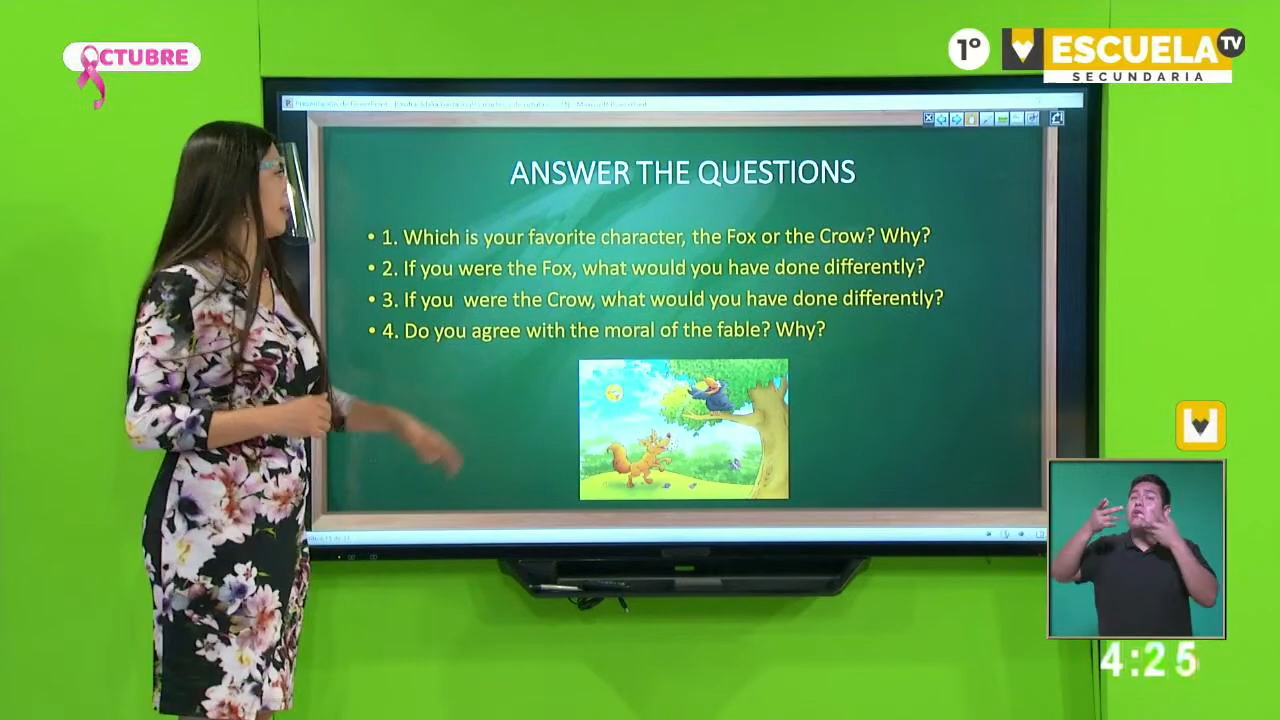 OCTUBRE
1º
ESCUELA TV
SECUNDARIA
ANSWER THE QUESTIONS
• 1. Which is your favorite character, the Fox or the Crow? Why?
• 2. If you were the Fox, what would you have done differently?
• 3. If you were the Crow, what would you have done differently?
• 4. Do you agree with the moral of the fable? Why?
4:25